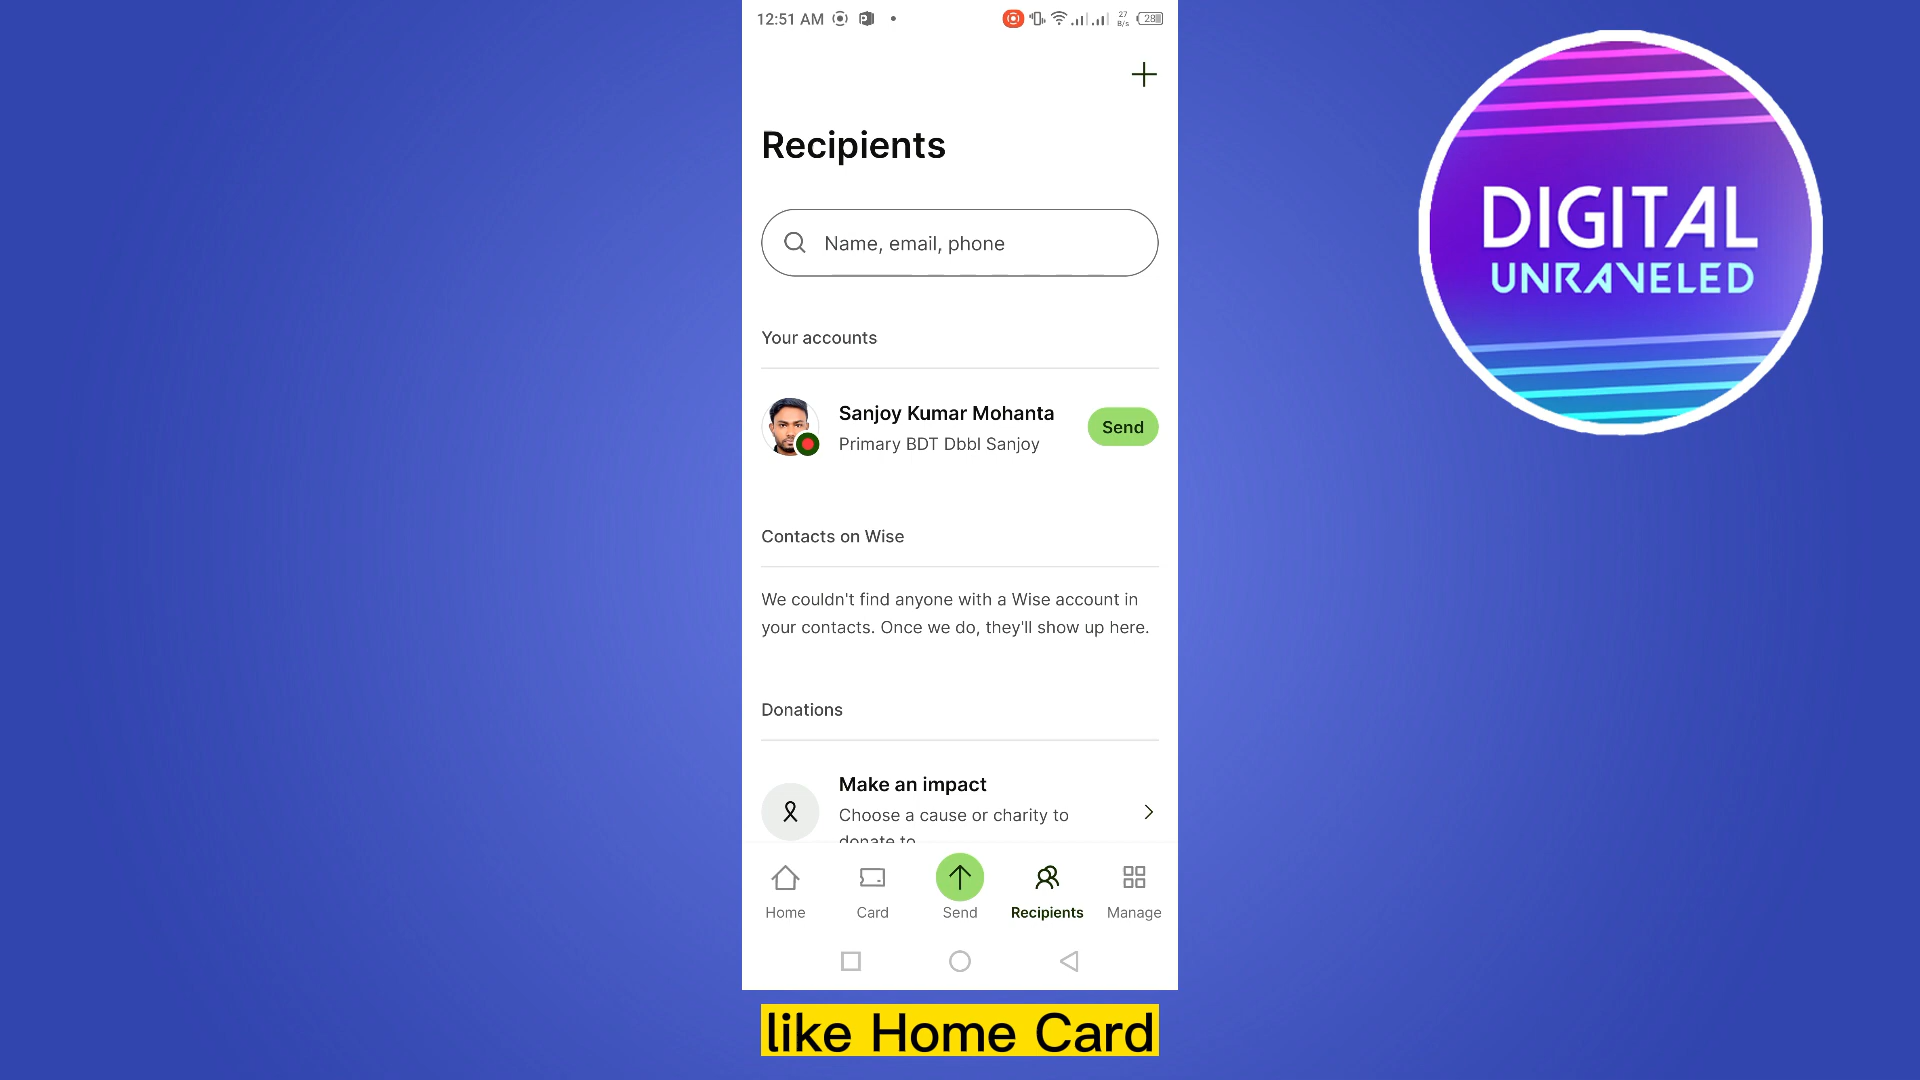 12:51 AM
27
B/s
28
Recipients
Name, email, phone
Your accounts
Sanjoy Kumar Mohanta
Primary BDT Dbbl Sanjoy
Send
Contacts on Wise
We couldn't find anyone with a Wise account in
your contacts. Once we do, they'll show up here.
Donations
Make an impact
Choose a cause or charity to
donate to
Home
Card
Send
Recipients
Manage
like Home Card
DIGITAL
UNRAVELED